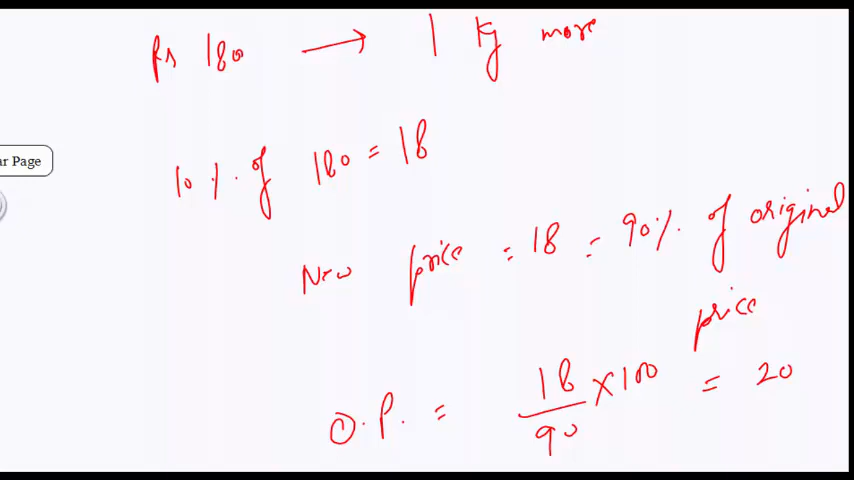 Rs 180 → 1 kg more
10 % of 180 = 18
ar Page
New price = 18 = 90% of original
price
O.P. = 18/90 × 100 = 20